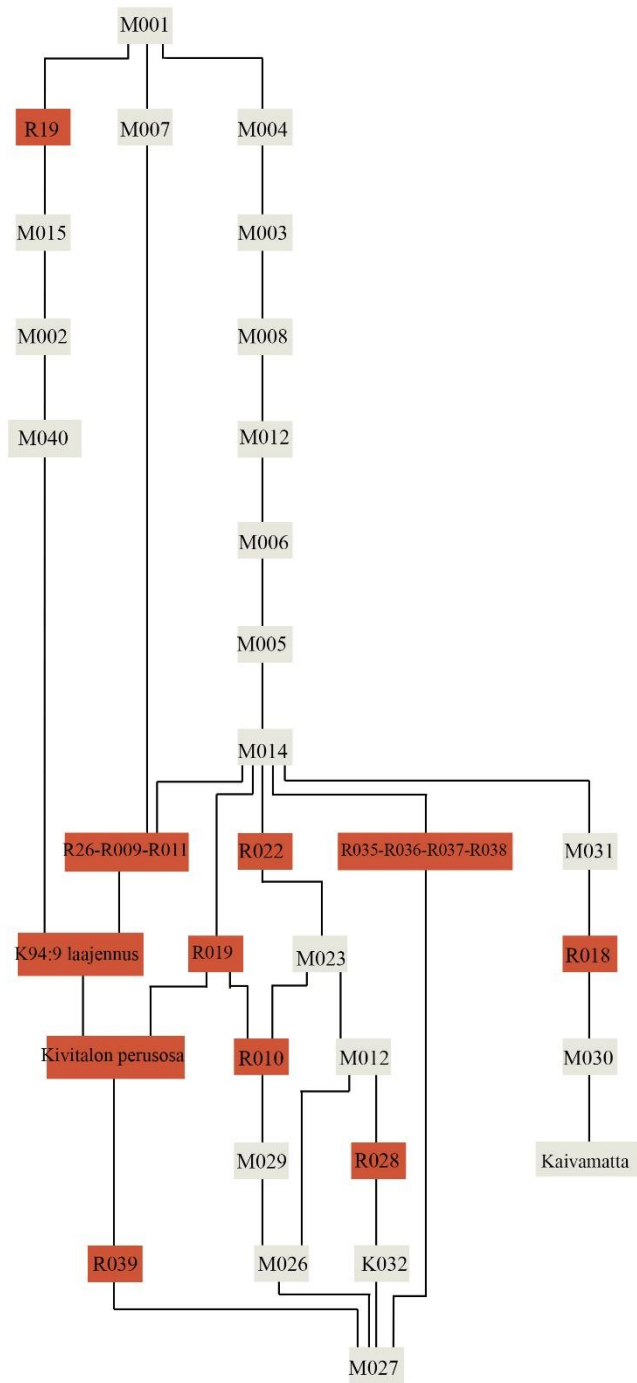 M001
R19
M007
M004
M015
M003
M002
M008
M040
M012
M006
M005
M014
R26-R009-R011
R022
R035-R036-R037-R038
M031
K94:9 laajennus
R019
M023
R018
Kivitalon perusosa
R010
M012
M030
M029
R028
Kaivamatta
R039
M026
K032
M027